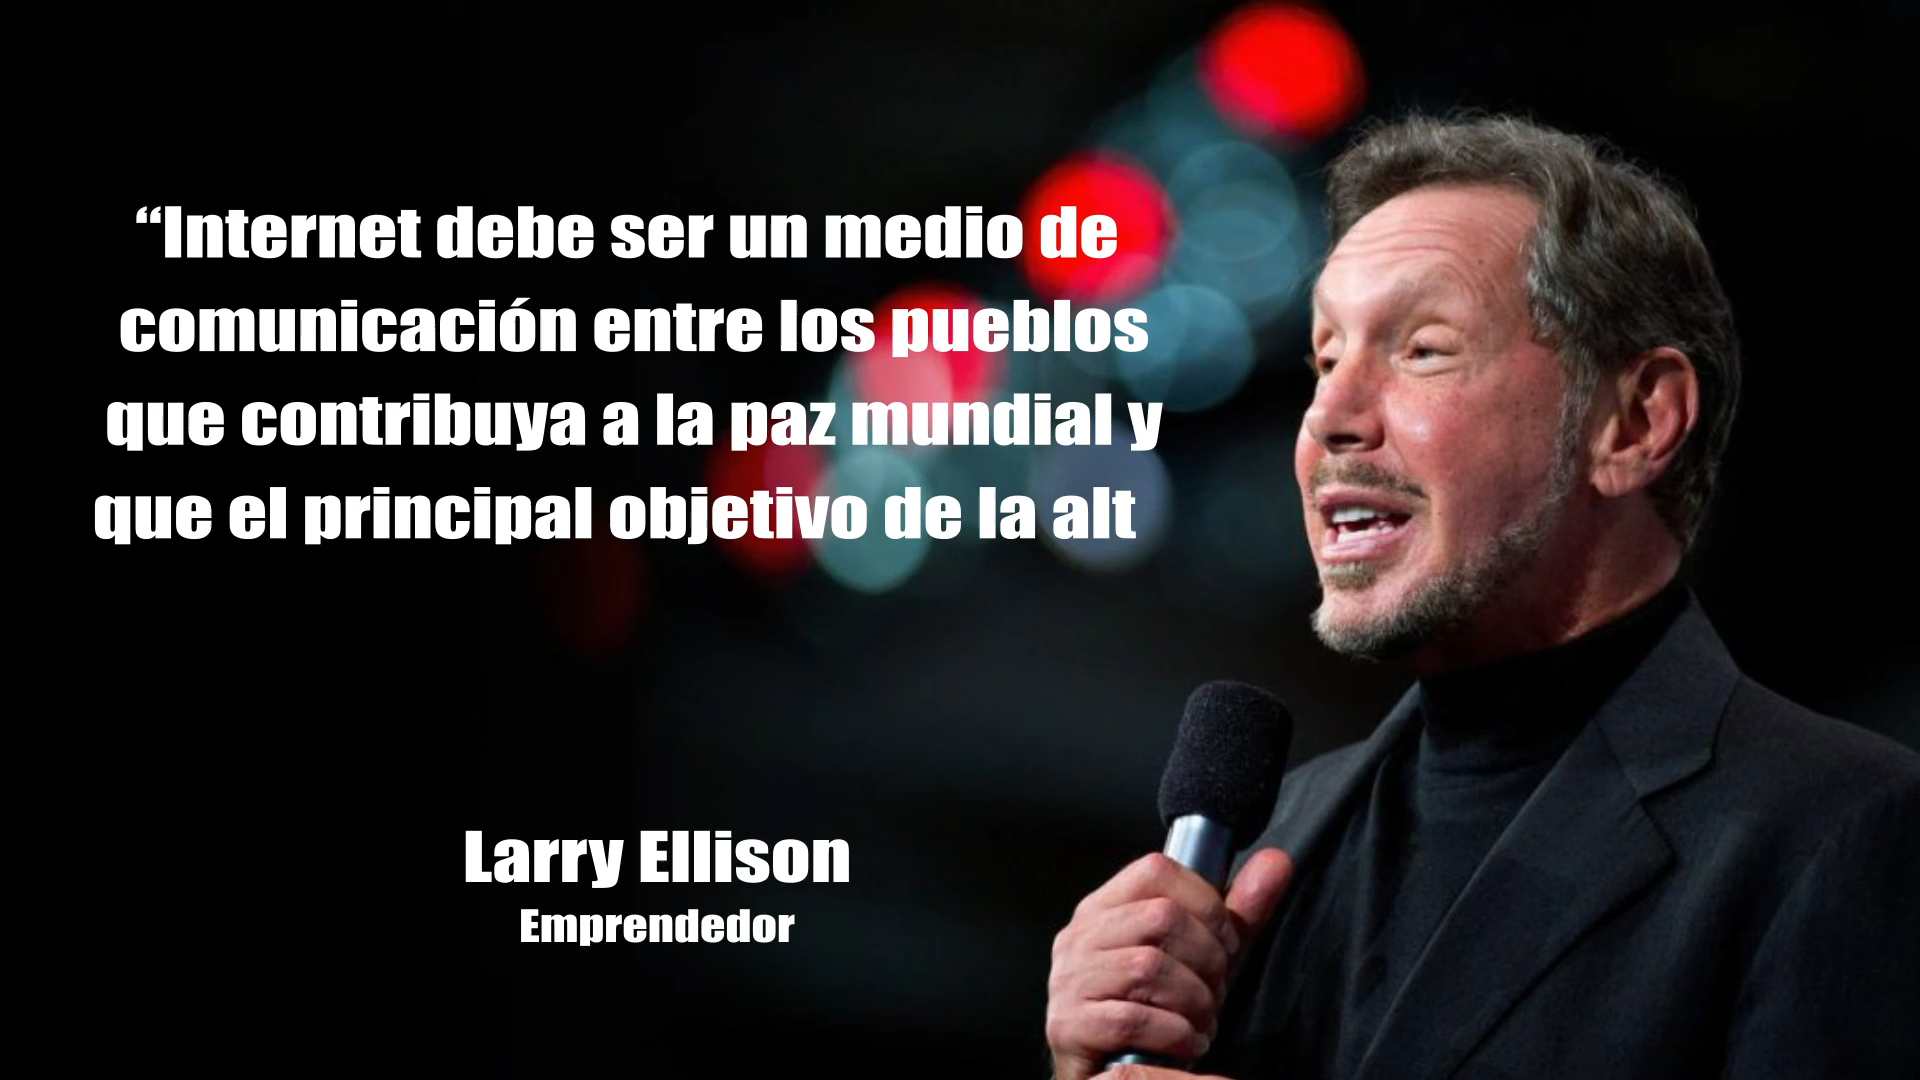 “Internet debe ser un medio de
comunicación entre los pueblos
que contribuya a la paz mundial y
que el principal objetivo de la alt
Larry Ellison
Emprendedor